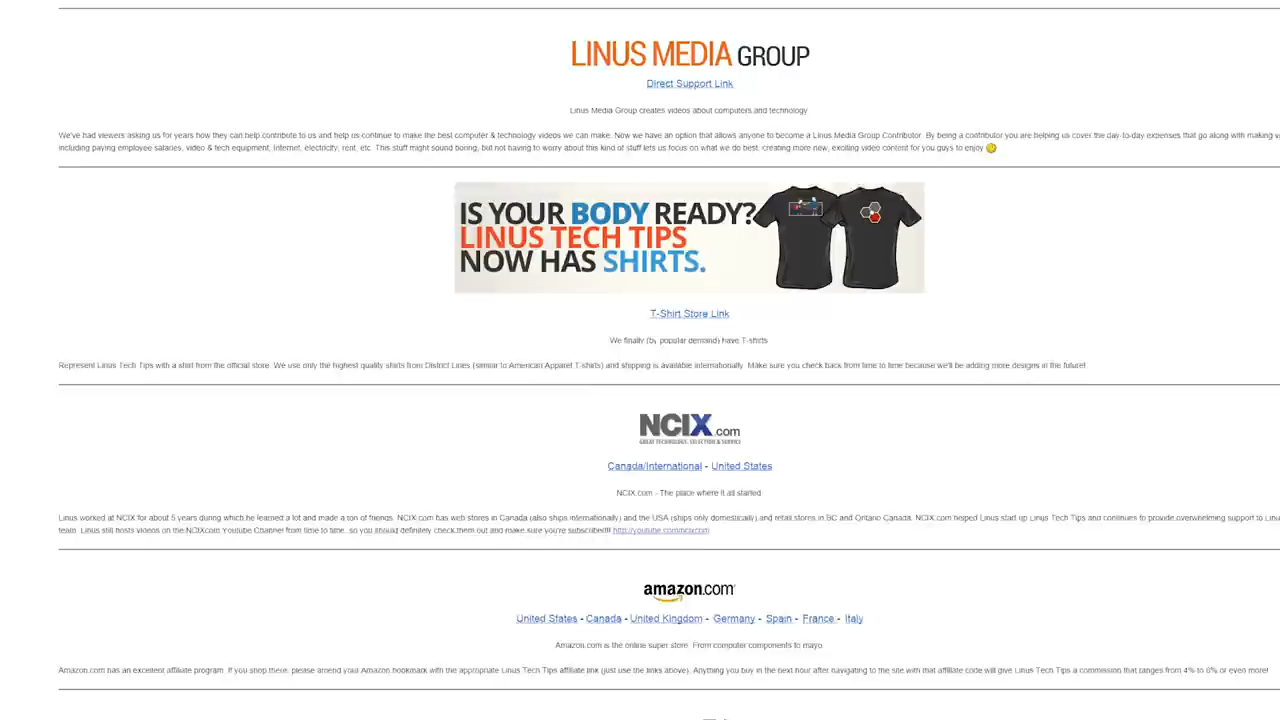 LINUS MEDIA GROUP
Direct Support Link
Linus Media Group creates videos about computers and technology
We've had viewers asking us for years how they can help contribute to us and help us continue to make the best computer & technology videos we can make. Now we have an option that allows anyone to become a Linus Media Group Contributor. By being a contributor you are helping us cover the day-to-day expenses that go along with making
including paying employee salaries, video & tech equipment, Internet, electricity, rent, etc. This stuff might sound boring, but not having to worry about this kind of stuff lets us focus on what we do best: creating more new, exciting video content for you guys to enjoy
IS YOUR BODY READY?
LINUS TECH TIPS
NOW HAS SHIRTS.
T-Shirt Store Link
We finally (by popular demand) have T-shirts
Represent Linus Tech Tips with a shirt from the official store. We use only the highest quality shirts from District Lines (similar to American Apparel T-shirts) and shipping is available internationally. Make sure you check back from time to time because we'll be adding more designs in the future!
NCIX.com
GREAT TECHNOLOGY, SELECTION & SERVICE
Canada/International - United States
NCIX.com - The place where it all started
Linus worked at NCIX for about 5 years during which he learned a lot and made a ton of friends. NCIX.com has web stores in Canada (also ships internationally) and the USA (ships only domestically) and retail stores in BC and Ontario Canada. NCIX.com helped Linus start up Linus Tech Tips and continues to provide overwhelming support to
team. Linus still hosts videos on the NCIXcom Youtube Channel from time to time, so you should definitely check them out and make sure you're subscribed!!! http://youtube.com/ncixcom
amazon.com
United States - Canada - United Kingdom - Germany - Spain - France - Italy
Amazon.com is the online super store. From computer components to mayo
Amazon.com has an excellent affiliate program. If you shop there, please amend your Amazon bookmark with the appropriate Linus Tech Tips affiliate link (just use the links above). Anything you buy in the next hour after navigating to the site with that affiliate code will give Linus Tech Tips a commission that ranges from 4% to 6% or even more!